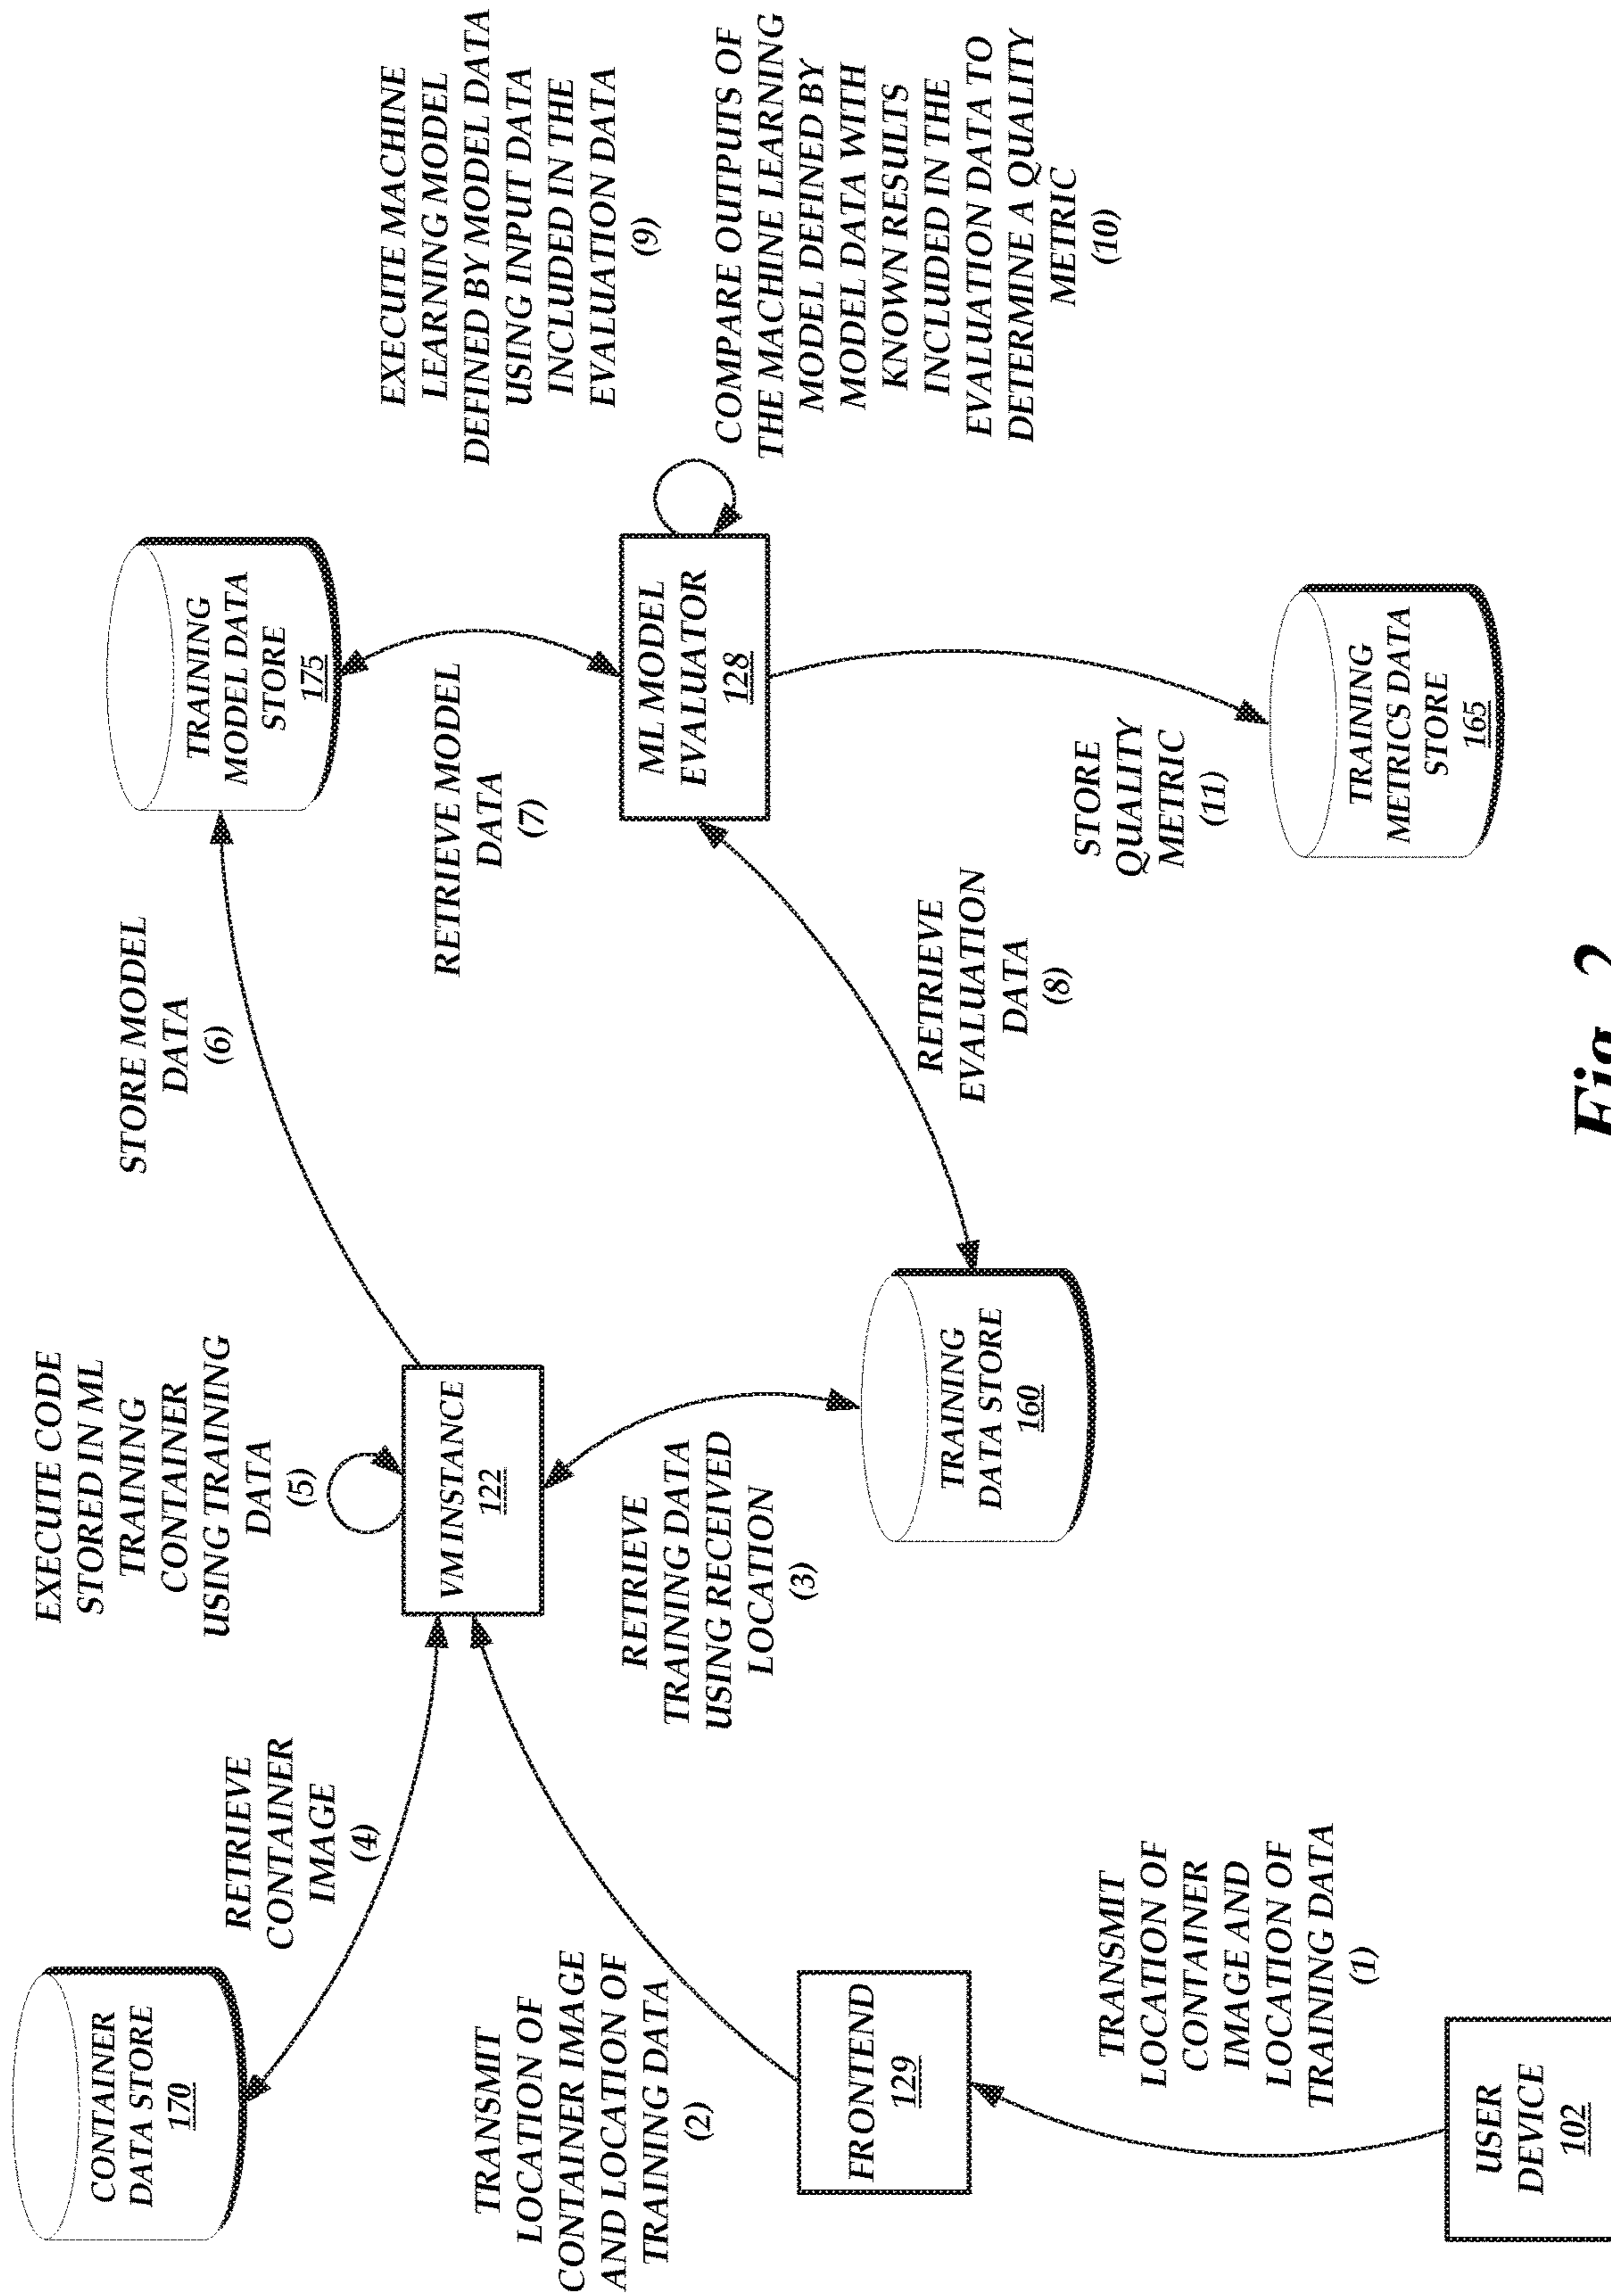 CONTAINER
DATA STORE
170
RETRIEVE
CONTAINER
IMAGE
(4)
EXECUTE CODE
STORED IN ML
TRAINING
CONTAINER
USING TRAINING
DATA
(5)
STORE MODEL
DATA
(6)
TRAINING
MODEL DATA
STORE
175
EXECUTE MACHINE
LEARNING MODEL
DEFINED BY MODEL DATA
USING INPUT DATA
INCLUDED IN THE
EVALUATION DATA
(9)
TRANSMIT
LOCATION OF
CONTAINER IMAGE
AND LOCATION OF
TRAINING DATA
(2)
VM INSTANCE
122
RETRIEVE MODEL
DATA
(7)
ML MODEL
EVALUATOR
128
COMPARE OUTPUTS OF
THE MACHINE LEARNING
MODEL DEFINED BY
MODEL DATA WITH
KNOWN RESULTS
INCLUDED IN THE
EVALUATION DATA TO
DETERMINE A QUALITY
METRIC
(10)
FRONTEND
129
RETRIEVE
TRAINING DATA
USING RECEIVED
LOCATION
(3)
TRAINING
DATA STORE
160
RETRIEVE
EVALUATION
DATA
(8)
STORE
QUALITY
METRIC
(11)
TRANSMIT
LOCATION OF
CONTAINER
IMAGE AND
LOCATION OF
TRAINING DATA
(1)
TRAINING
METRICS DATA
STORE
165
USER
DEVICE
102
Fig. 2